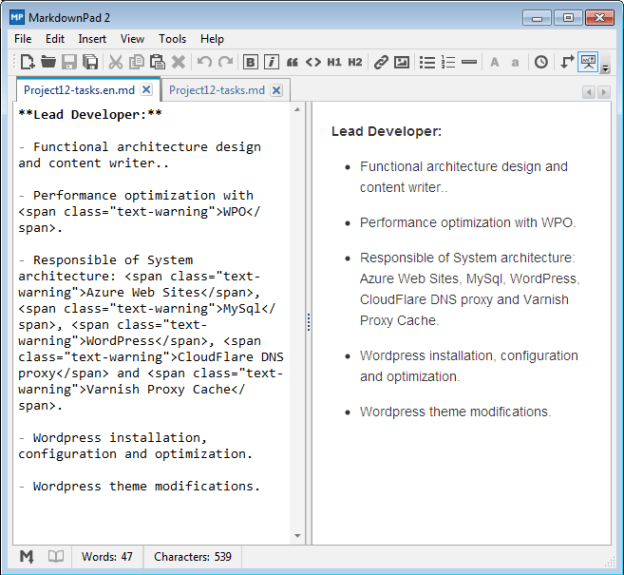 MP MarkdownPad 2
File Edit Insert View Tools Help
B i H1 H2 A a
Project12-tasks.en.md Project12-tasks.md
**Lead Developer:**
- Functional architecture design
and content writer..
- Performance optimization with
<span class="text-warning">WPO</
span>.
- Responsible of System
architecture: <span class="text-
warning">Azure Web Sites</span>,
<span class="text-warning">MySql</
span>, <span class="text-
warning">WordPress</span>, <span
class="text-warning">CloudFlare DNS
proxy</span> and <span class="text-
warning">Varnish Proxy Cache</
span>.
- Wordpress installation,
configuration and optimization.
- Wordpress theme modifications.
Lead Developer:
• Functional architecture design and
content writer..
• Performance optimization with WPO.
• Responsible of System architecture:
Azure Web Sites, MySql, WordPress,
CloudFlare DNS proxy and Varnish
Proxy Cache.
• Wordpress installation, configuration
and optimization.
• Wordpress theme modifications.
Words: 47 Characters: 539